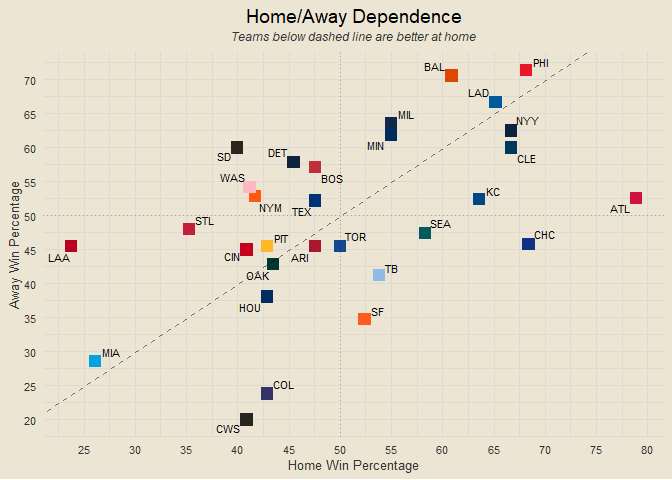 Home/Away Dependence
Teams below dashed line are better at home
Away Win Percentage
70
65
60
55
50
45
40
35
30
25
20
BAL
PHI
LAD
MIL
NYY
MIN
CLE
SD
DET
BOS
WAS
NYM
TEX
KC
ATL
STL
SEA
LAA
CIN
PIT
ARI
TOR
CHC
OAK
TB
HOU
SF
MIA
COL
CWS
25
30
35
40
45
50
55
60
65
70
75
80
Home Win Percentage